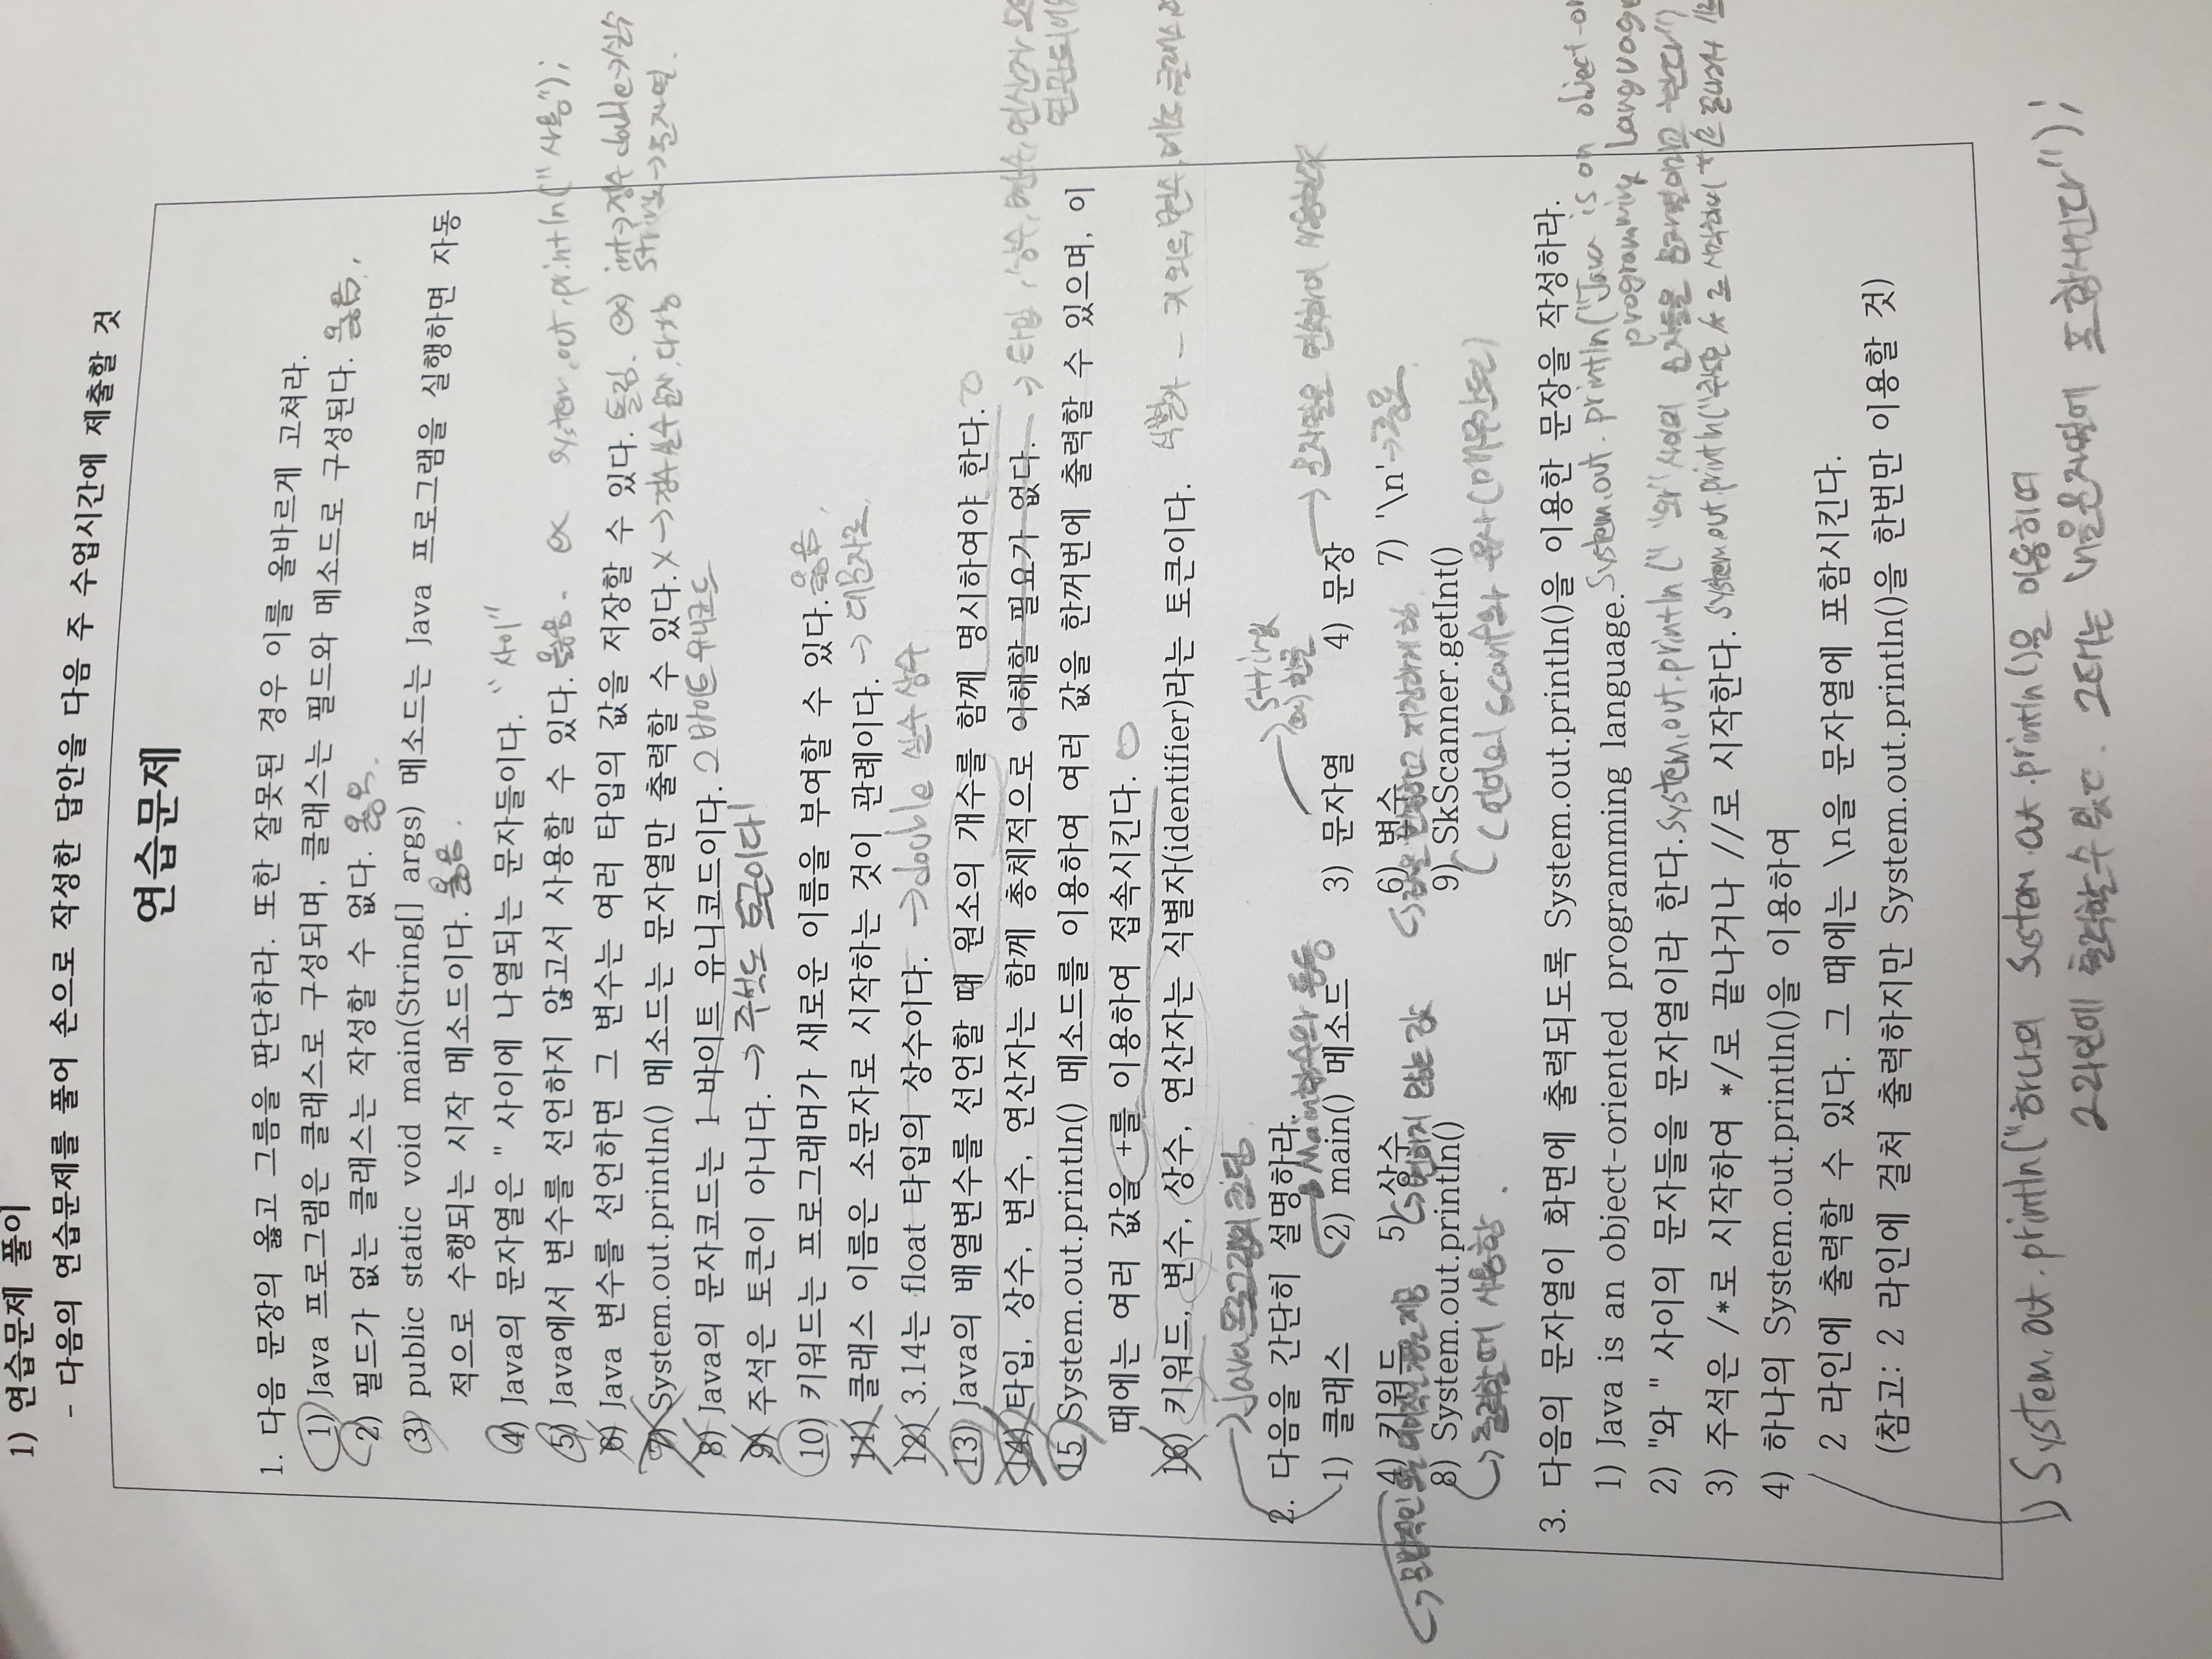 1) 연습문제 풀이
- 다음의 연습문제를 풀어 손으로 작성한 답안을 다음 주 수업시간에 제출할 것
연습문제
1. 다음 문장의 옳고 그름을 판단하라. 또한 잘못된 경우 이를 올바르게 고쳐라.
1) Java 프로그램은 클래스로 구성되며, 클래스는 필드와 메소드로 구성된다. 옳음.
2) 필드가 없는 클래스는 작성할 수 없다. 옳음.
3) public static void main(String[] args) 메소드는 Java 프로그램을 실행하면 자동
적으로 수행되는 시작 메소드이다. 옳음.
4) Java의 문자열은 " 사이에 나열되는 문자들이다. "사이"
5) Java에서 변수를 선언하지 않고서 사용할 수 있다. 옳음. ex system.out.println("사용");
6) Java 변수를 선언하면 그 변수는 여러 타입의 값을 저장할 수 있다. 틀림. ex) int→정수 double→실수
String→문자열.
7) System.out.println() 메소드는 문자열만 출력할 수 있다. X → 정수 실수 문자 다 가능
8) Java의 문자코드는 1 바이트 유니코드이다. 2바이트 유니코드
9) 주석은 토큰이 아니다. → 주석도 토큰이다!
10) 키워드는 프로그래머가 새로운 이름을 부여할 수 있다. 옳음.
11) 클래스 이름은 소문자로 시작하는 것이 관례이다. → 대문자로
12) 3.14는 float 타입의 상수이다. → double 실수 상수
13) Java의 배열변수를 선언할 때 원소의 개수를 함께 명시하여야 한다. O
14) 타입, 상수, 변수, 연산자는 함께 총체적으로 이해할 필요가 없다. → 타입, 상수, 변수, 연산자
연관되어
15) System.out.println() 메소드를 이용하여 여러 값을 한꺼번에 출력할 수 있으며, 이
때에는 여러 값을 +를 이용하여 접속시킨다. O
16) 키워드, 변수, 상수, 연산자는 식별자(identifier)라는 토큰이다. 식별자 - 키워드, 변수, 메소드, 클래스,
→ java 프로그램의 코딩
2. 다음을 간단히 설명하라.
Main함수와 동등
String
ex) 한글
1) 클래스 2) main() 메소드 3) 문자열 4) 문장 → 문자열을 연속하여 사용한것
4) 키워드 5) 상수 6) 변수 7) '\n' → 종료
→ 제공 → 변하지 않는 값 → 값을 저장하게 함
8) System.out.println() 9) SkScanner.getInt()
→ 출력할 때 사용함. C언어의 scanf와 유사
3. 다음의 문자열이 화면에 출력되도록 System.out.println()을 이용한 문장을 작성하라.
1) Java is an object-oriented programming language. System.out.println("Java is an object-or
programming language
2) "와 " 사이의 문자들을 문자열이라 한다. system.out.println(" "와" 사이의 문자들을 문자열이라고 한다")
3) 주석은 /*로 시작하여 */로 끝나거나 //로 시작한다. system.out.println("주석은 /*로 시작하여 */로 끝나거나 //로
4) 하나의 System.out.println()을 이용하여
2 라인에 출력할 수 있다. 그 때에는 \n을 문자열에 포함시킨다.
(참고: 2 라인에 걸처 출력하지만 System.out.println()을 한번만 이용할 것)
1) System.out.println("하나의 system.out.println()을 이용하여
2라인에 출력할 수 있다. 그때는 \n을 문자열에 포함시킨다");